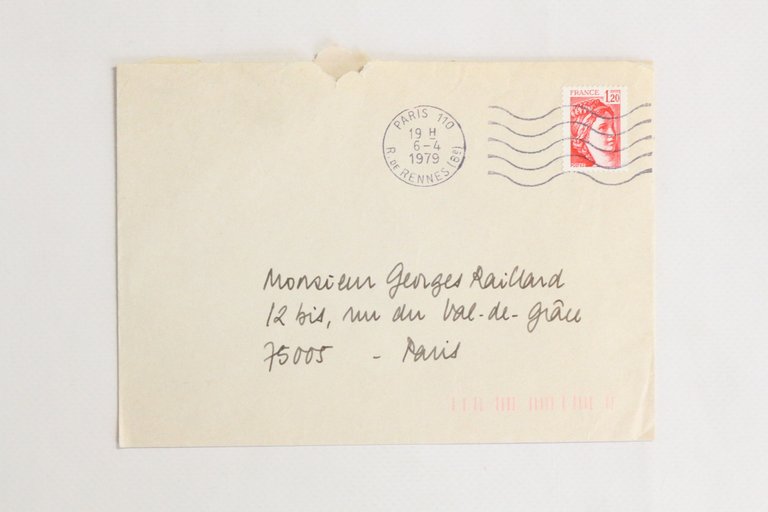 FRANCE
1,20
PARIS 110
19 H
6-4
1979
R. DE RENNES (6e)
Monsieur Georges Raillard
12 bis, rue du Val-de-Grâce
75005 - Paris